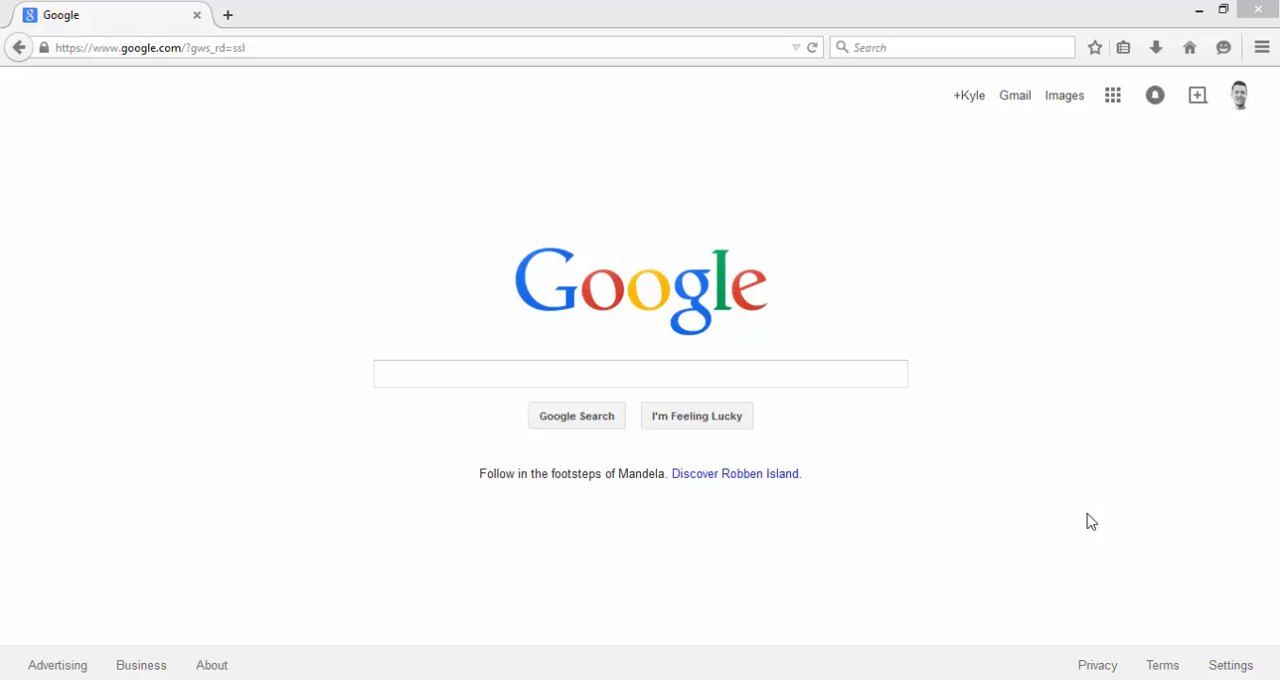 Google
https://www.google.com/?gws_rd=ssl
Search
+Kyle Gmail Images
Google
Google Search I'm Feeling Lucky
Follow in the footsteps of Mandela. Discover Robben Island.
Advertising Business About Privacy Terms Settings